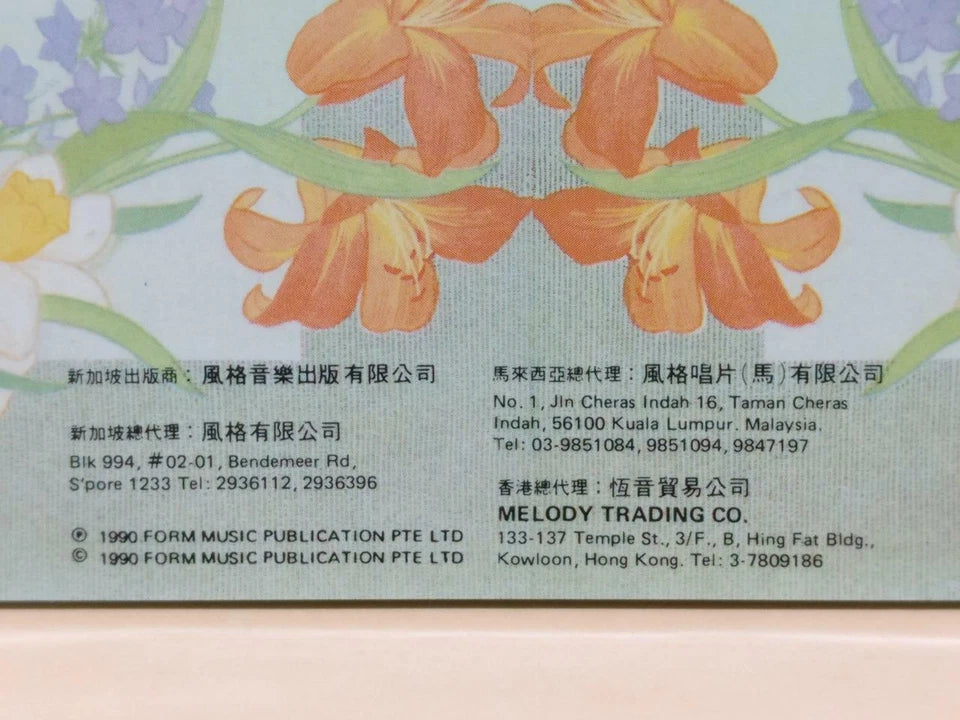 新加坡出版商：風格音樂出版有限公司
新加坡總代理：風格有限公司
Blk 994, #02-01, Bendemeer Rd,
S'pore 1233 Tel: 2936112, 2936396
℗ 1990 FORM MUSIC PUBLICATION PTE LTD
© 1990 FORM MUSIC PUBLICATION PTE LTD
馬來西亞總代理：風格唱片(馬)有限公司
No. 1, Jln Cheras Indah 16, Taman Cheras
Indah, 56100 Kuala Lumpur. Malaysia.
Tel: 03-9851084, 9851094, 9847197
香港總代理：恆音貿易公司
MELODY TRADING CO.
133-137 Temple St., 3/F., B, Hing Fat Bldg.,
Kowloon, Hong Kong. Tel: 3-7809186